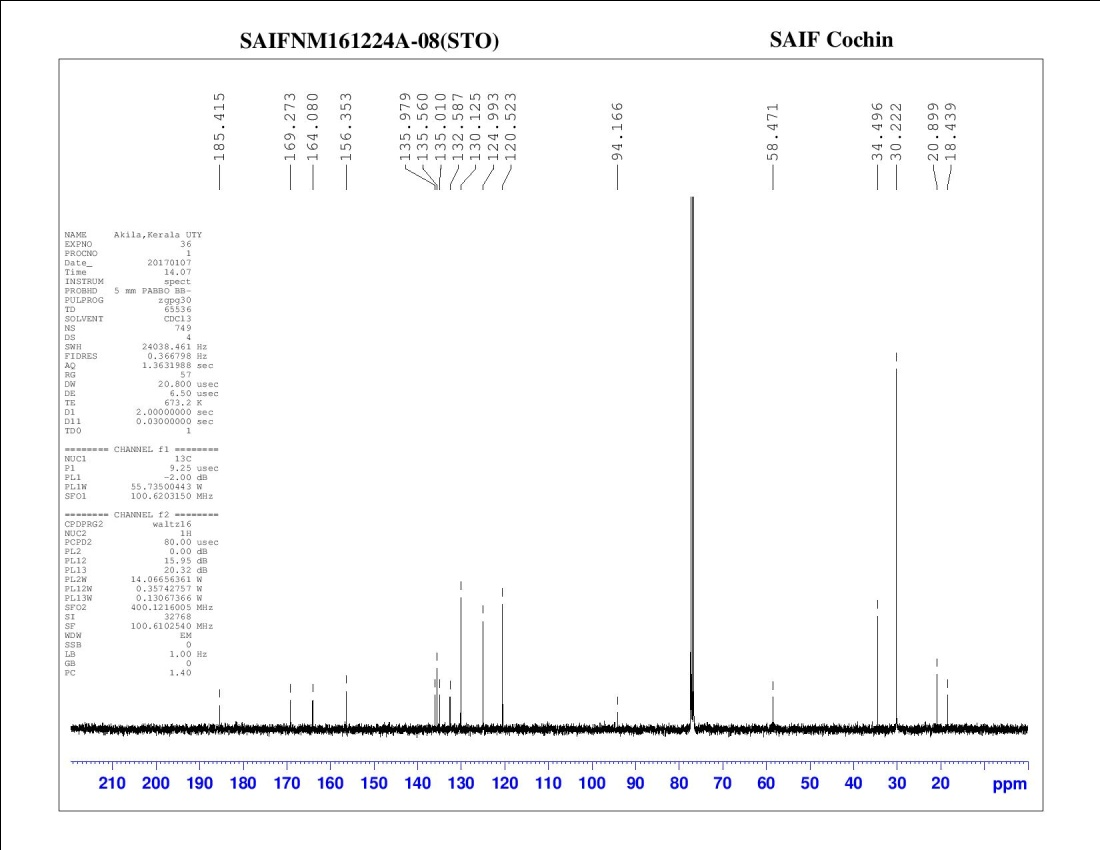 SAIFNM161224A-08(STO) SAIF Cochin
185.415
169.273
164.080
156.353
135.979
135.560
135.010
132.587
130.125
124.993
120.523
94.166
58.471
34.496
30.222
20.899
18.439
NAME Akila,Kerala UTY
EXPNO 36
PROCNO 1
Date_ 20170107
Time 14.07
INSTRUM spect
PROBHD 5 mm PABBO BB-
PULPROG zgpg30
TD 65536
SOLVENT CDCl3
NS 749
DS 4
SWH 24038.461 Hz
FIDRES 0.366798 Hz
AQ 1.3631988 sec
RG 57
DW 20.800 usec
DE 6.50 usec
TE 673.2 K
D1 2.00000000 sec
D11 0.03000000 sec
TD0 1
======== CHANNEL f1 ========
NUC1 13C
P1 9.25 usec
PL1 -2.00 dB
PL1W 55.73500443 W
SFO1 100.6203150 MHz
======== CHANNEL f2 ========
CPDPRG2 waltz16
NUC2 1H
PCPD2 80.00 usec
PL2 0.00 dB
PL12 15.95 dB
PL13 20.32 dB
PL2W 14.06656361 W
PL12W 0.35742757 W
PL13W 0.13067366 W
SFO2 400.1216005 MHz
SI 32768
SF 100.6102540 MHz
WDW EM
SSB 0
LB 1.00 Hz
GB 0
PC 1.40
210 200 190 180 170 160 150 140 130 120 110 100 90 80 70 60 50 40 30 20 ppm